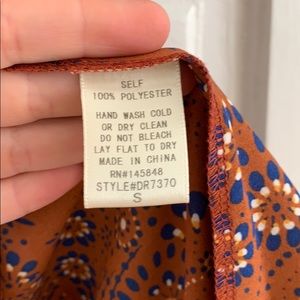 SELF
100% POLYESTER
HAND WASH COLD
OR DRY CLEAN
DO NOT BLEACH
LAY FLAT TO DRY
MADE IN CHINA
RN#145848
STYLE#DR7370
S